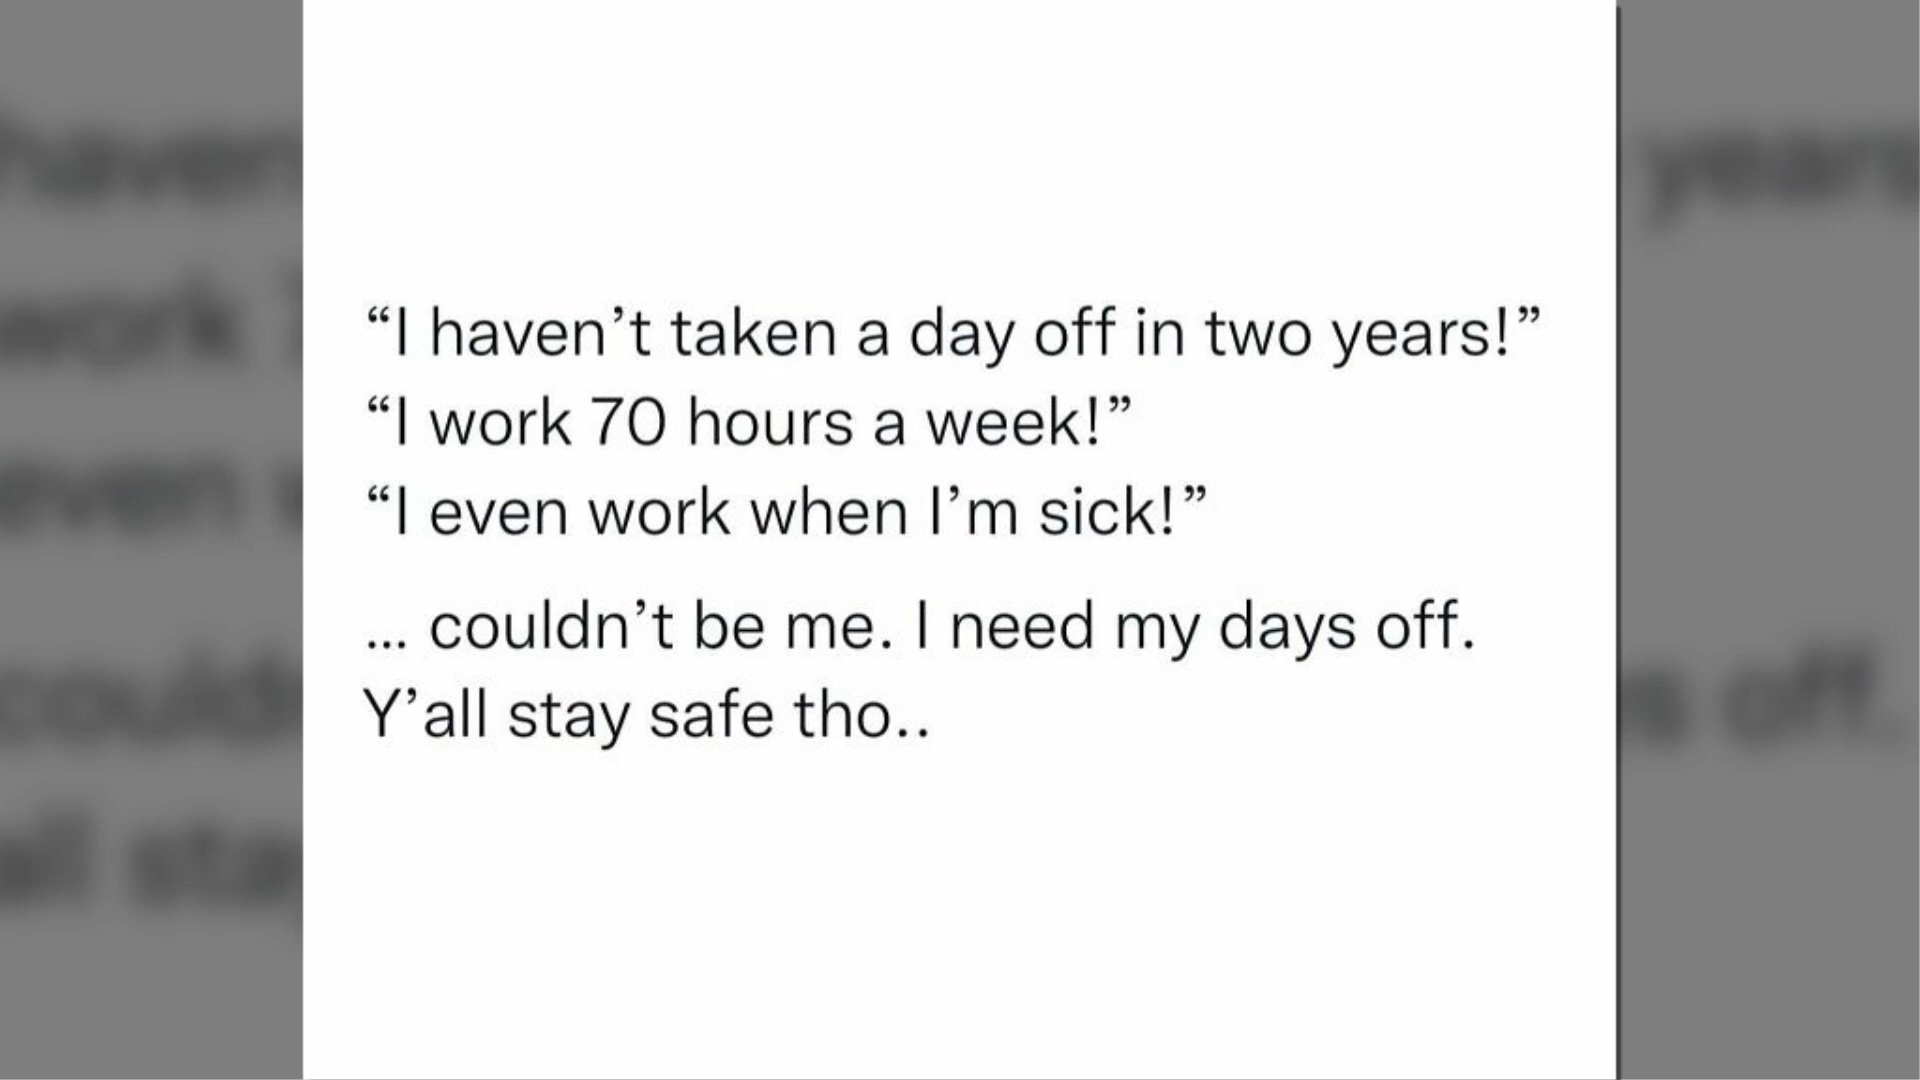 “I haven’t taken a day off in two years!”
“I work 70 hours a week!”
“I even work when I’m sick!”
... couldn’t be me. I need my days off.
Y’all stay safe tho..